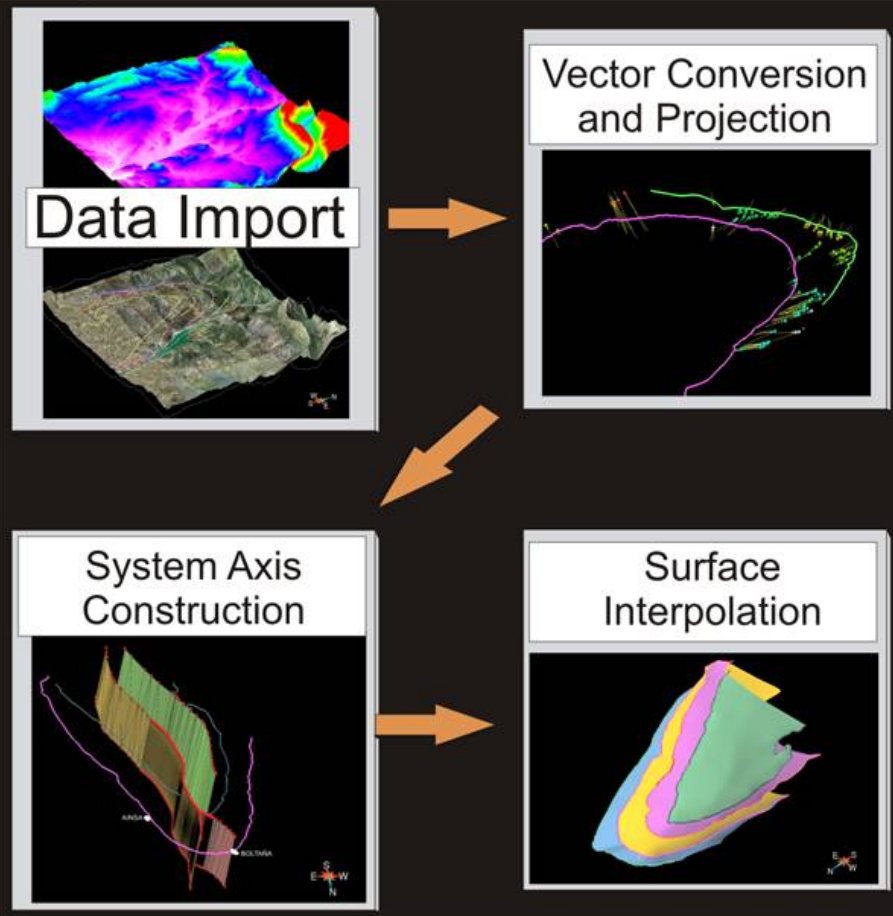 Data Import
W
N
S
E
Vector Conversion
and Projection
System Axis
Construction
AINSA
BOLTAÑA
S
E
W
N
Surface
Interpolation
E
S
N
W